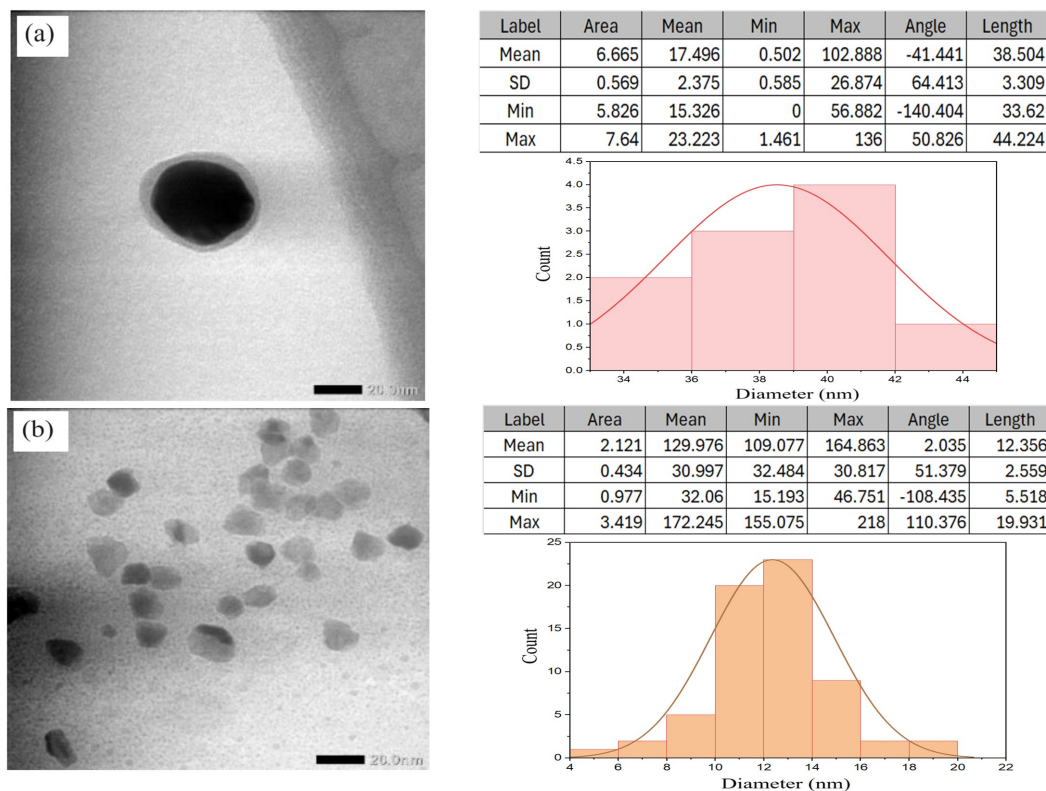 (a)
20.0nm
Label Area Mean Min Max Angle Length
Mean 6.665 17.496 0.502 102.888 -41.441 38.504
SD 0.569 2.375 0.585 26.874 64.413 3.309
Min 5.826 15.326 0 56.882 -140.404 33.62
Max 7.64 23.223 1.461 136 50.826 44.224
4.5
4.0
3.5
3.0
2.5
2.0
1.5
1.0
0.5
0.0
Count
34 36 38 40 42 44
Diameter (nm)
(b)
20.0nm
Label Area Mean Min Max Angle Length
Mean 2.121 129.976 109.077 164.863 2.035 12.356
SD 0.434 30.997 32.484 30.817 51.379 2.559
Min 0.977 32.06 15.193 46.751 -108.435 5.518
Max 3.419 172.245 155.075 218 110.376 19.931
25
20
15
10
5
0
Count
4 6 8 10 12 14 16 18 20 22
Diameter (nm)